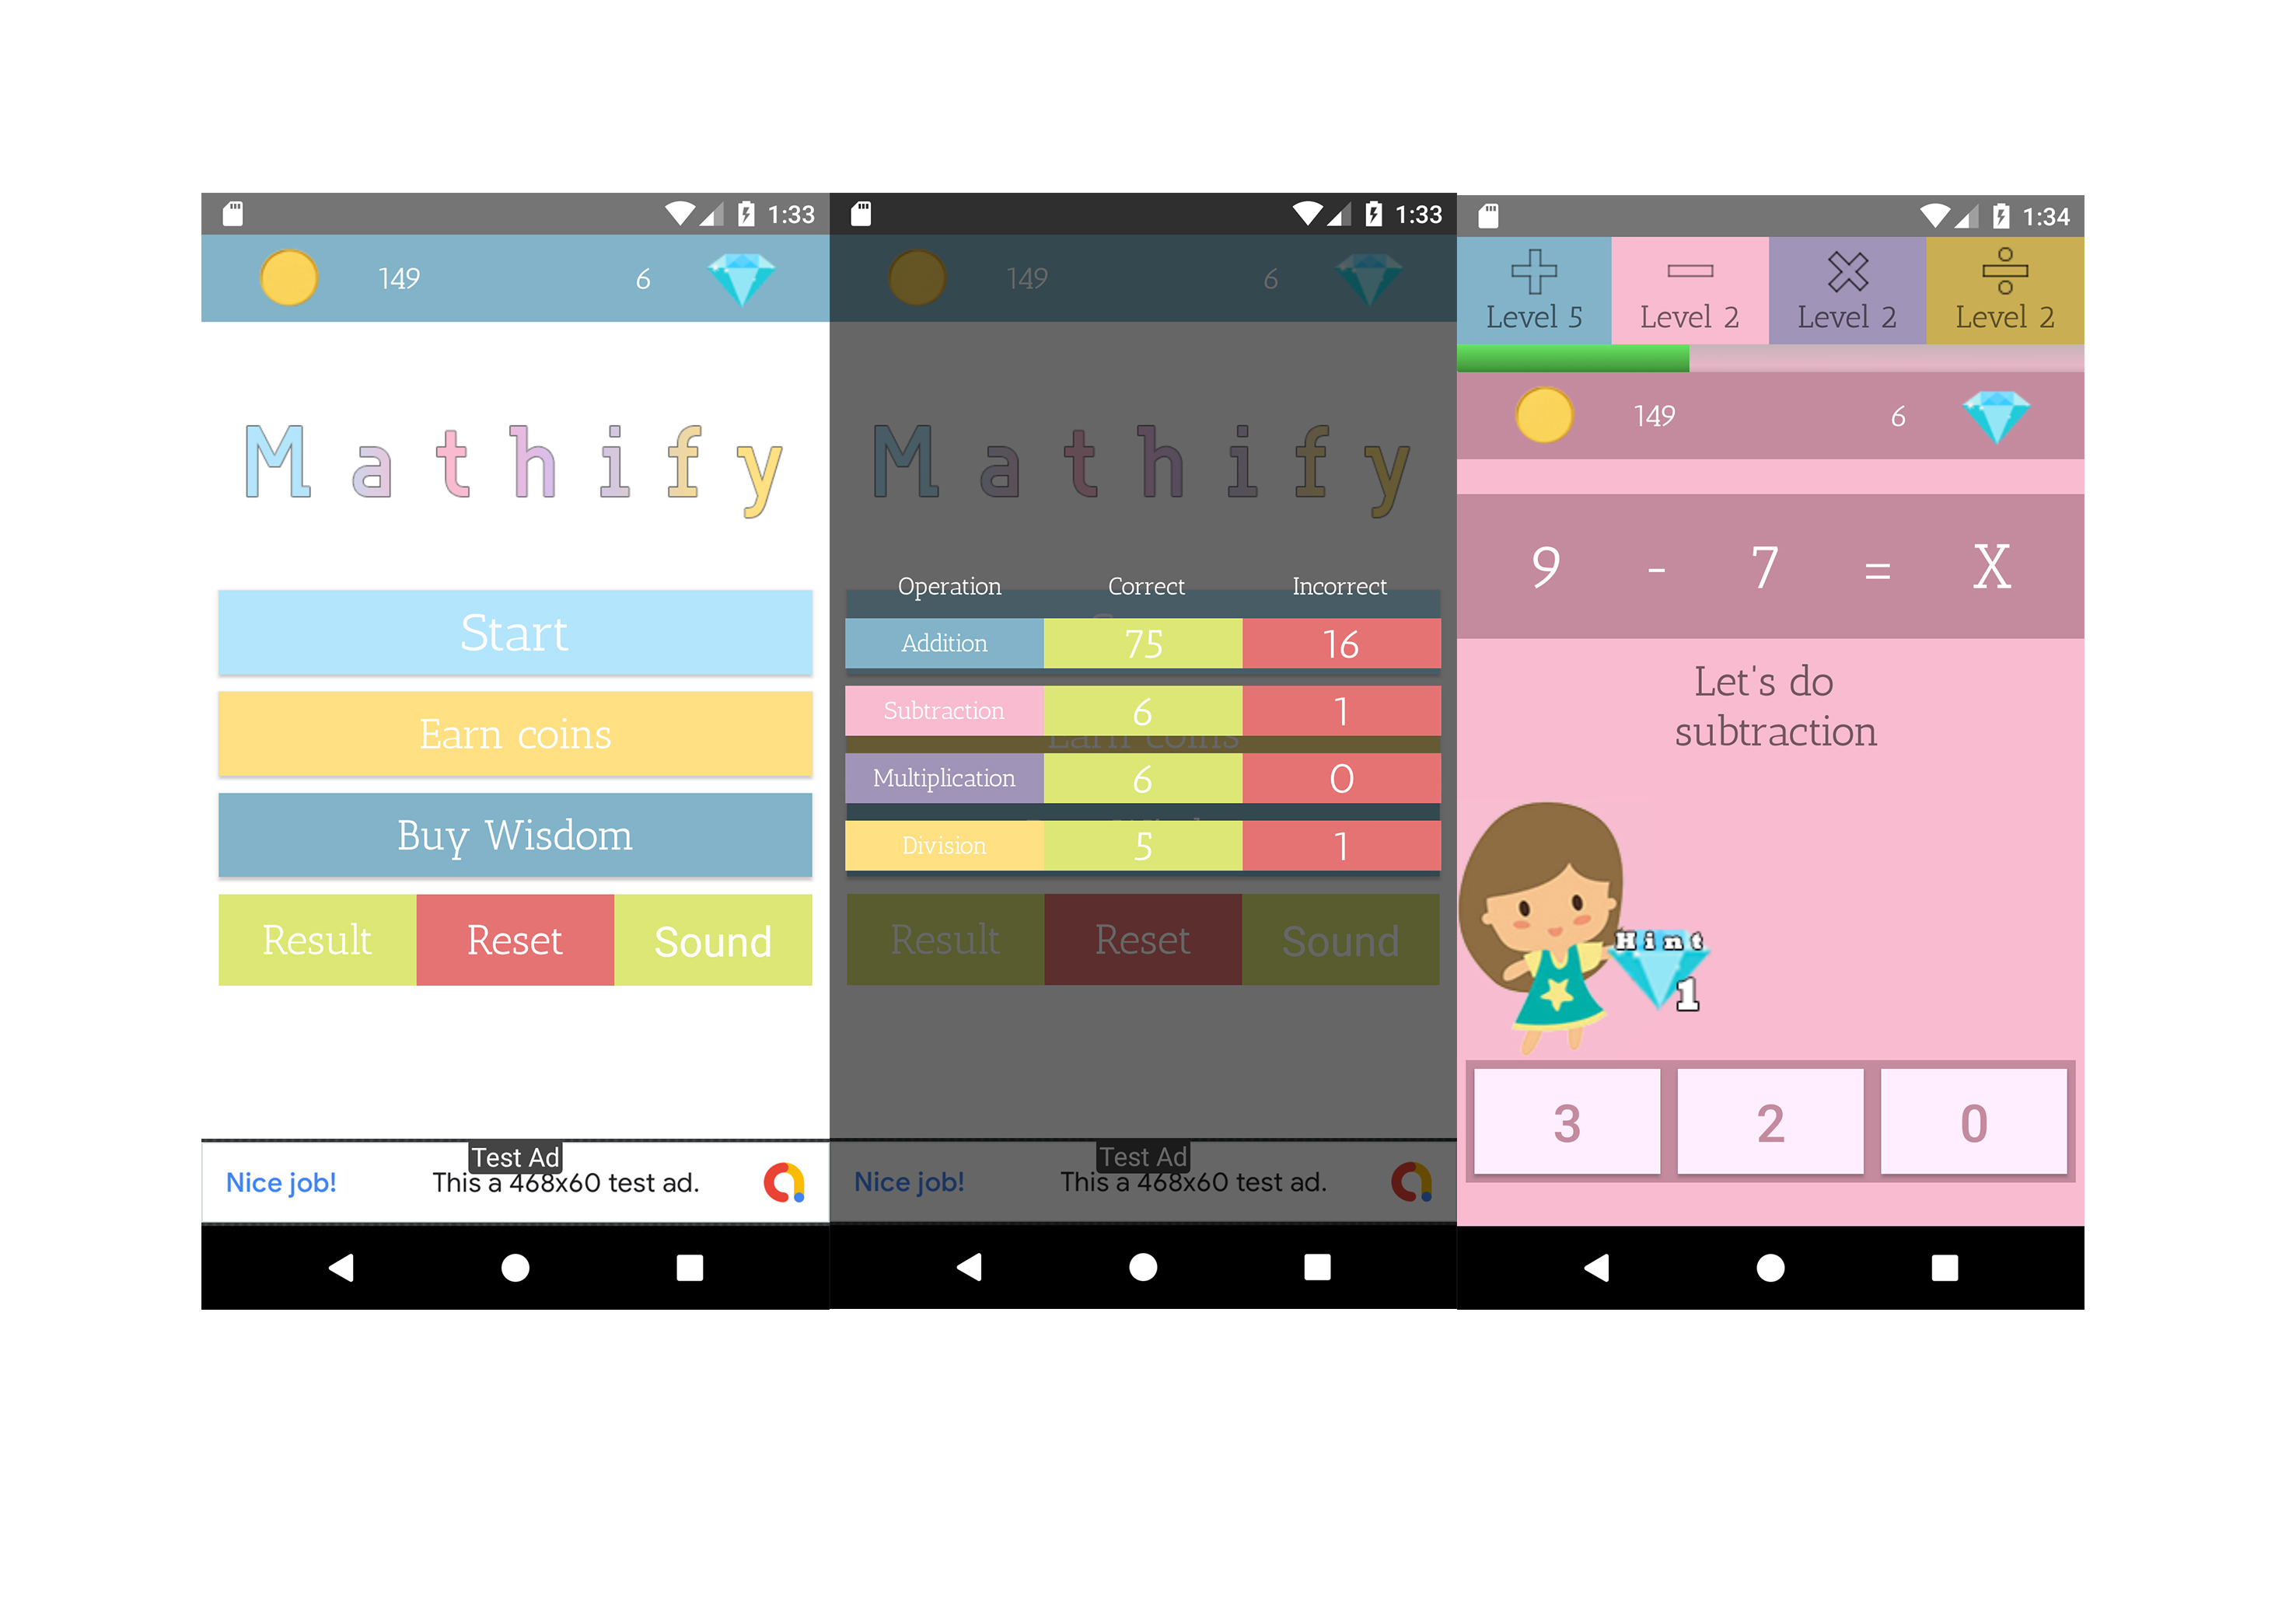 1:33
149 6
Mathify
Start
Earn coins
Buy Wisdom
Result Reset Sound
Test Ad
Nice job! This a 468x60 test ad.
1:33
149 6
Mathify
Operation Correct Incorrect
Addition 75 16
Subtraction 6 1
Earn coins
Multiplication 6 0
Division 5 1
Result Reset Sound
Test Ad
Nice job! This a 468x60 test ad.
1:34
Level 5 Level 2 Level 2 Level 2
149 6
9 - 7 = X
Let's do
subtraction
Hint
1
3 2 0